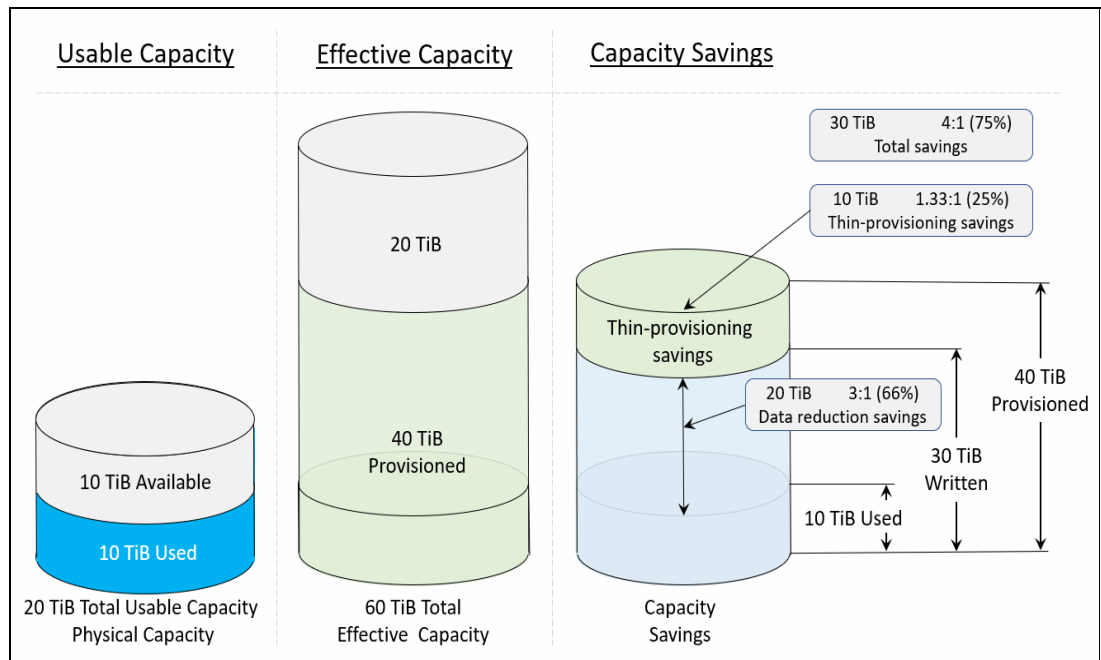 Usable Capacity
Effective Capacity
Capacity Savings
30 TiB 4:1 (75%)
Total savings
10 TiB 1.33:1 (25%)
Thin-provisioning savings
20 TiB
Thin-provisioning
savings
20 TiB 3:1 (66%)
Data reduction savings
40 TiB
Provisioned
40 TiB
Provisioned
30 TiB
Written
10 TiB Used
10 TiB Available
10 TiB Used
20 TiB Total Usable Capacity
Physical Capacity
60 TiB Total
Effective Capacity
Capacity
Savings